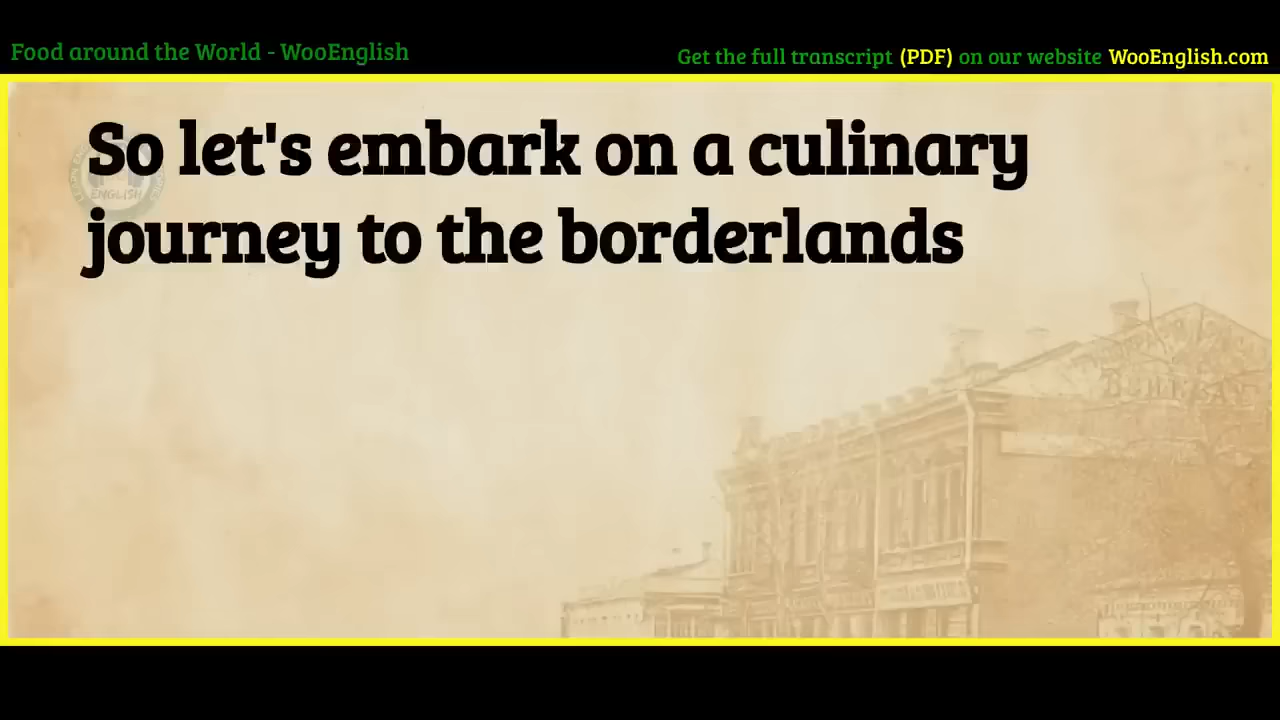 Food around the World - WooEnglish
Get the full transcript (PDF) on our website WooEnglish.com
So let's embark on a culinary
journey to the borderlands
ENGLISH